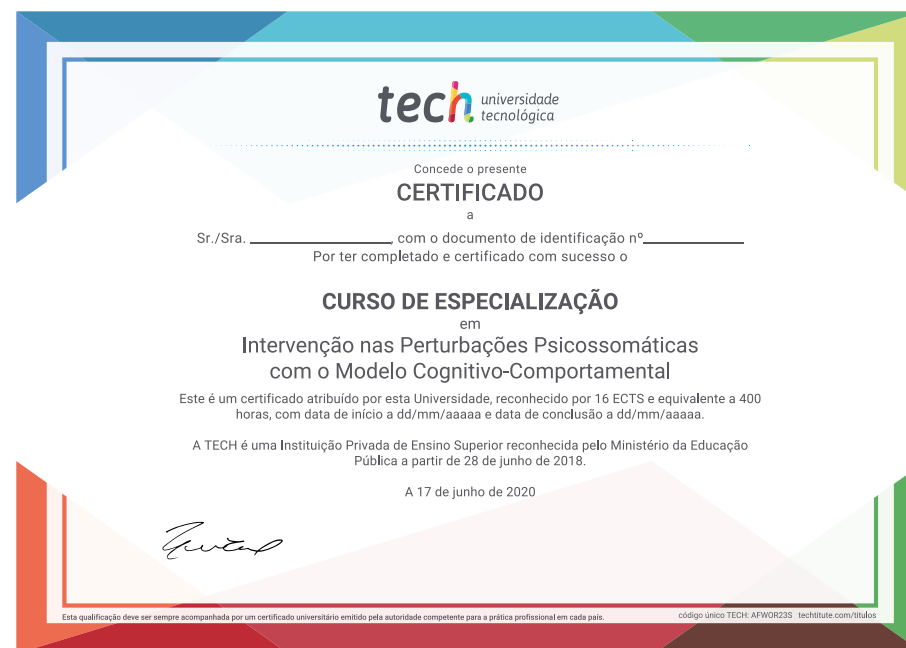 tech universidade
tecnológica
Concede o presente
CERTIFICADO
a
Sr./Sra. , com o documento de identificação nº
Por ter completado e certificado com sucesso o
CURSO DE ESPECIALIZAÇÃO
em
Intervenção nas Perturbações Psicossomáticas
com o Modelo Cognitivo-Comportamental
Este é um certificado atribuído por esta Universidade, reconhecido por 16 ECTS e equivalente a 400
horas, com data de início a dd/mm/aaaaa e data de conclusão a dd/mm/aaaaa.
A TECH é uma Instituição Privada de Ensino Superior reconhecida pelo Ministério da Educação
Pública a partir de 28 de junho de 2018.
A 17 de junho de 2020
Esta qualificação deve ser sempre acompanhada por um certificado universitário emitido pela autoridade competente para a prática profissional em cada país.
código único TECH: AFWOR23S techtitute.com/titulos